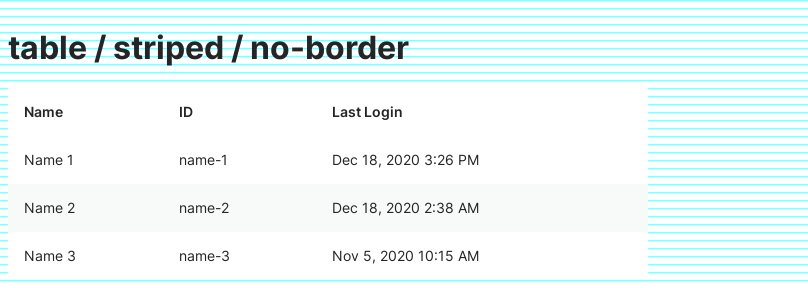 table / striped / no-border
Name ID Last Login
Name 1 name-1 Dec 18, 2020 3:26 PM
Name 2 name-2 Dec 18, 2020 2:38 AM
Name 3 name-3 Nov 5, 2020 10:15 AM